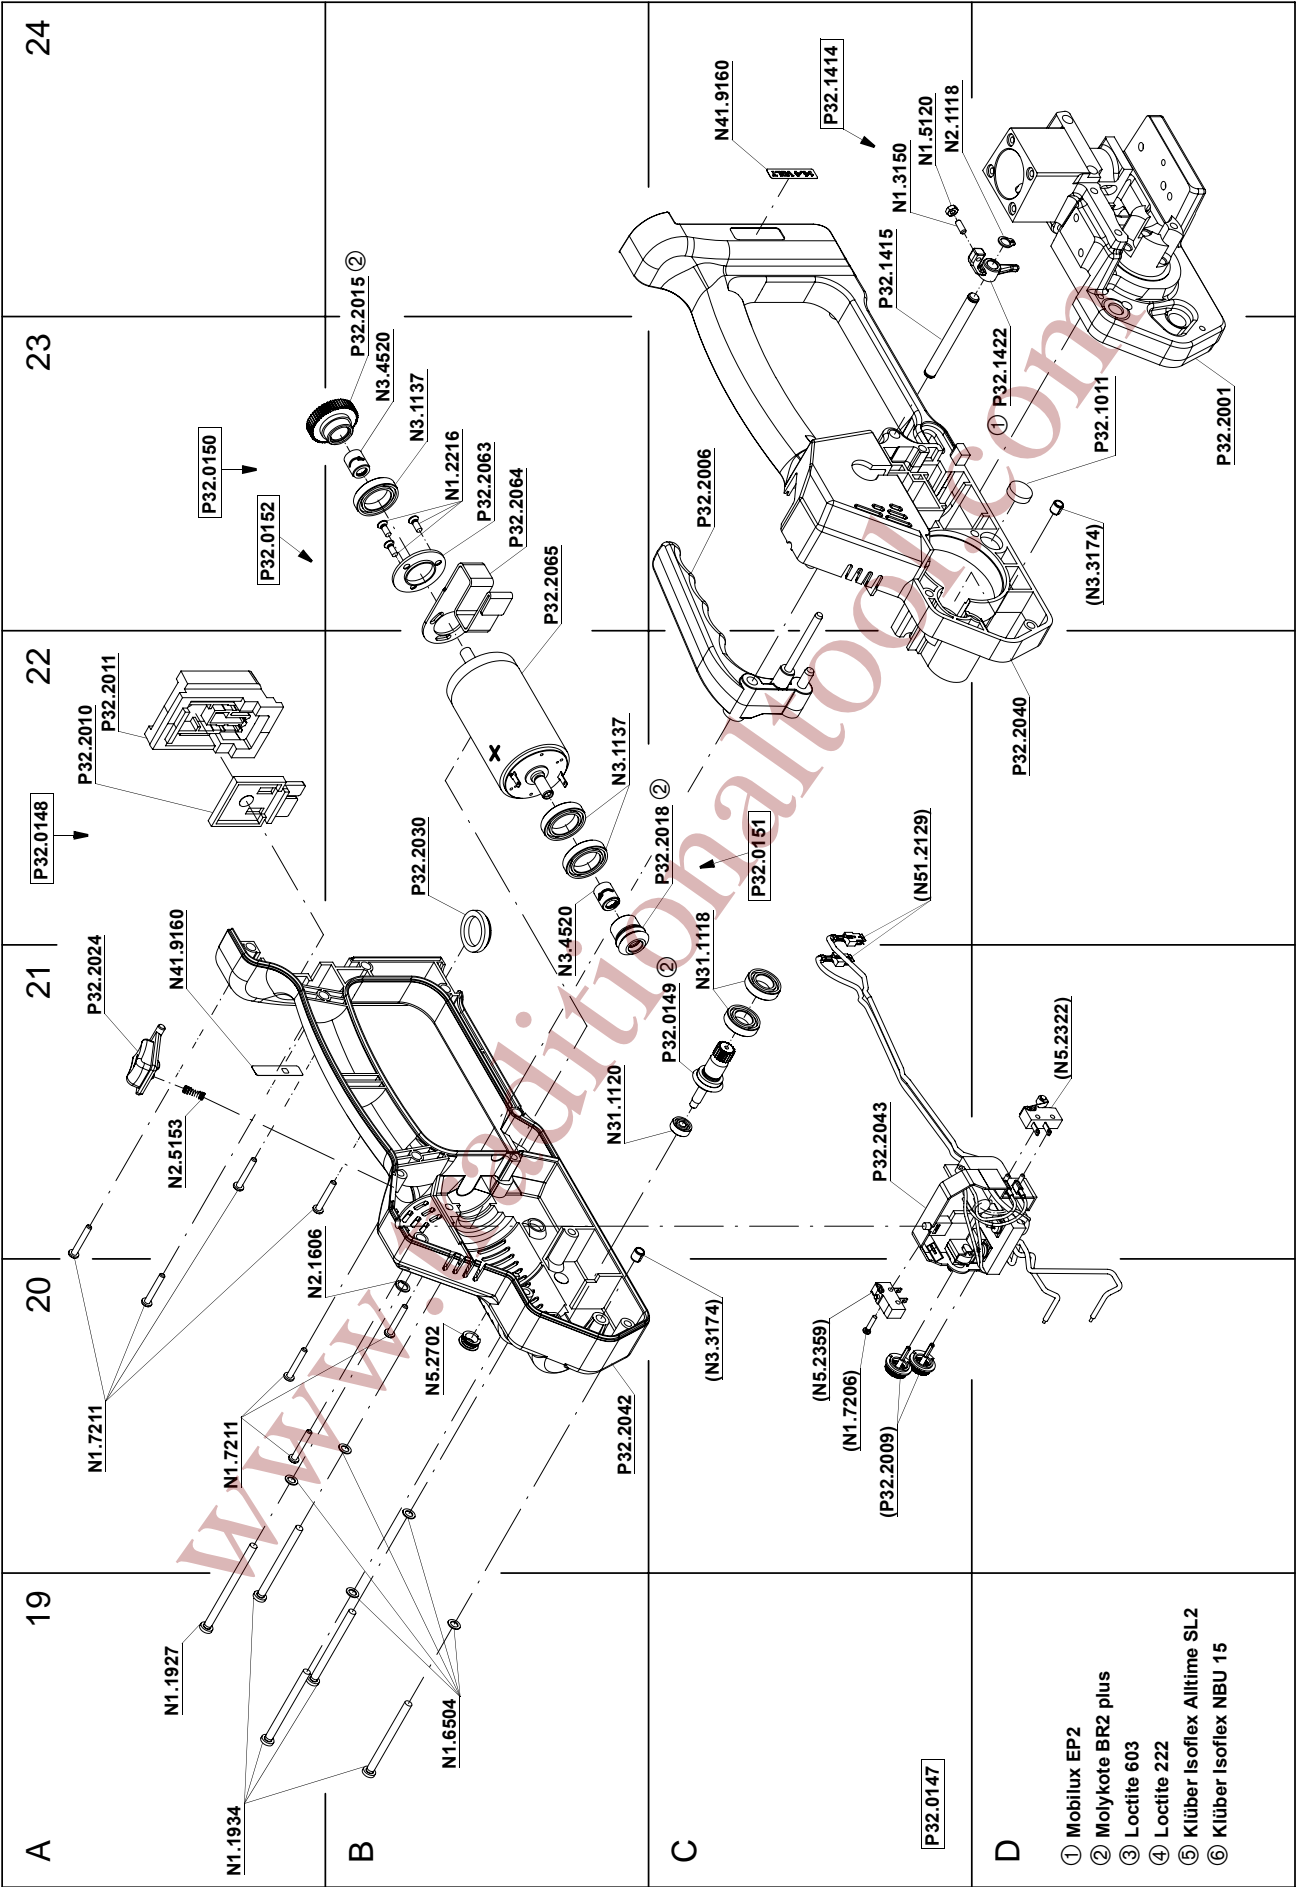 A
B
C
D
19
20
21
22
23
24
N1.1934
N1.1927
N1.6504
P32.0147
① Mobilux EP2
② Molykote BR2 plus
③ Loctite 603
④ Loctite 222
⑤ Klüber Isoflex Alltime SL2
⑥ Klüber Isoflex NBU 15
N1.7211
N1.7211
N2.1606
N5.2702
P32.2042
(N3.3174)
(N5.2359)
(N1.7206)
(P32.2009)
P32.2024
N2.5153
N41.9160
N31.1120
P32.0149 ②
N31.1118
P32.2043
(N5.2322)
(N51.2129)
P32.0148
P32.2010
P32.2011
P32.2030
N3.4520
P32.2018 ②
P32.0151
N3.1137
P32.2040
P32.0150
P32.0152
P32.2015 ②
N3.4520
N3.1137
N1.2216
P32.2063
P32.2064
P32.2065
P32.2006
P32.1415
① P32.1422
P32.1011
(N3.3174)
P32.2001
N41.9160
P32.1414
N1.3150
N1.5120
N2.1118
14.4 VOLT
X
www.traditionaltool.com